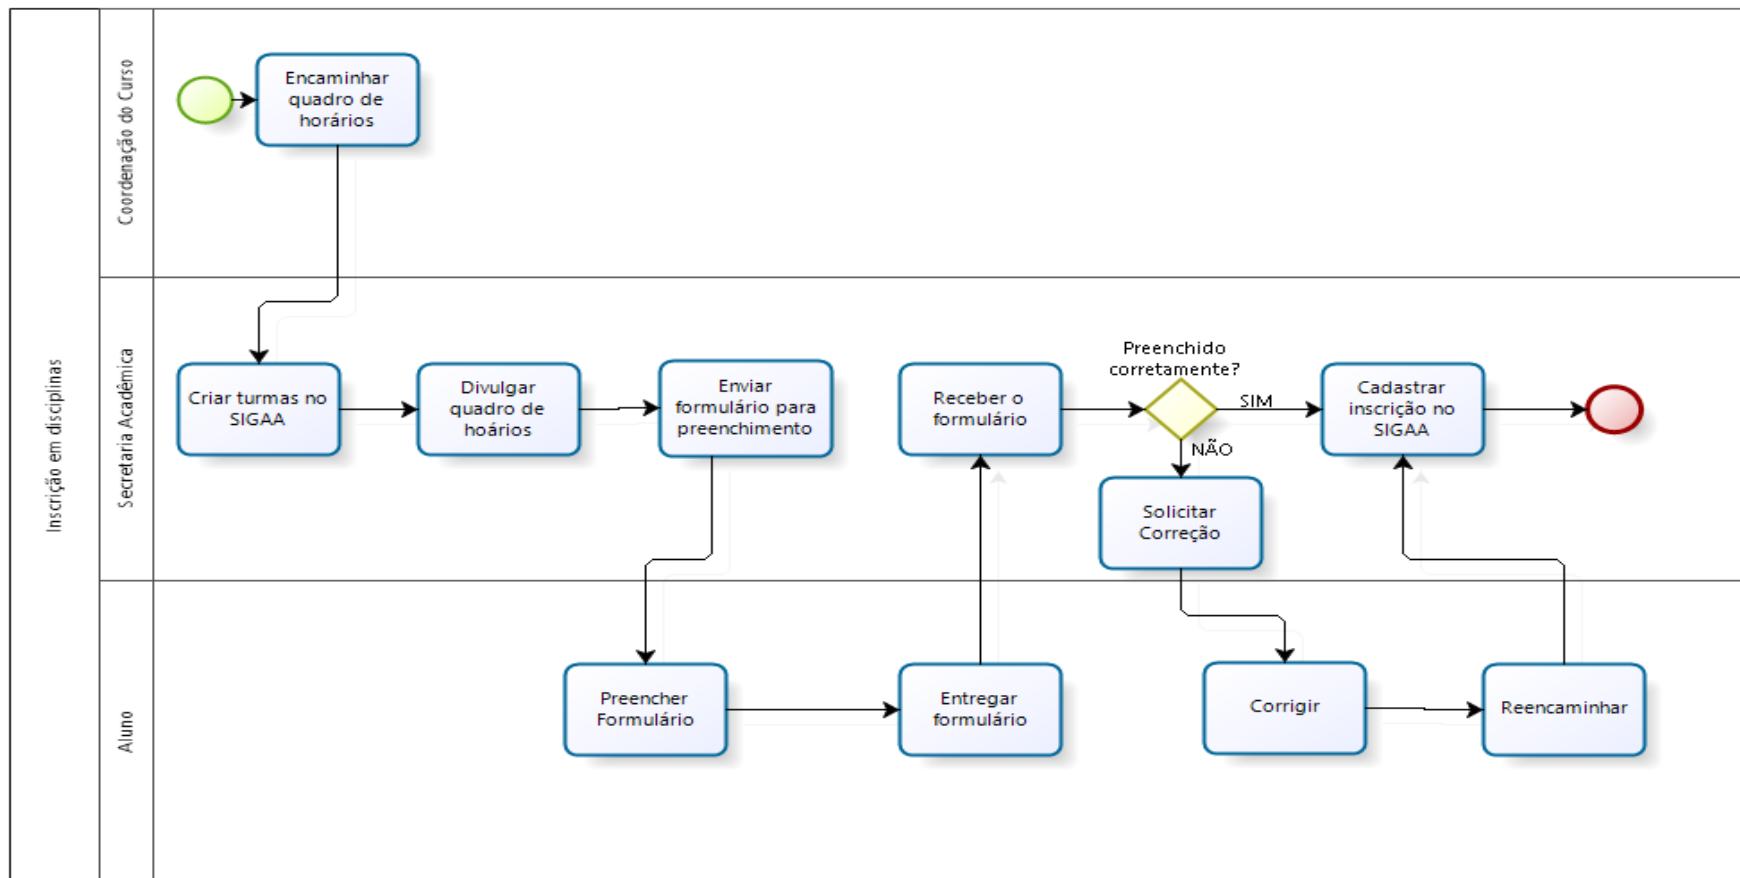 Inscrição em disciplinas
Coordenação do Curso
Encaminhar
quadro de
horários
Secretaria Acadêmica
Criar turmas no
SIGAA
Divulgar
quadro de
hoários
Enviar
formulário para
preenchimento
Receber o
formulário
Preenchido
corretamente?
SIM
NÃO
Cadastrar
inscrição no
SIGAA
Solicitar
Correção
Aluno
Preencher
Formulário
Entregar
formulário
Corrigir
Reencaminhar